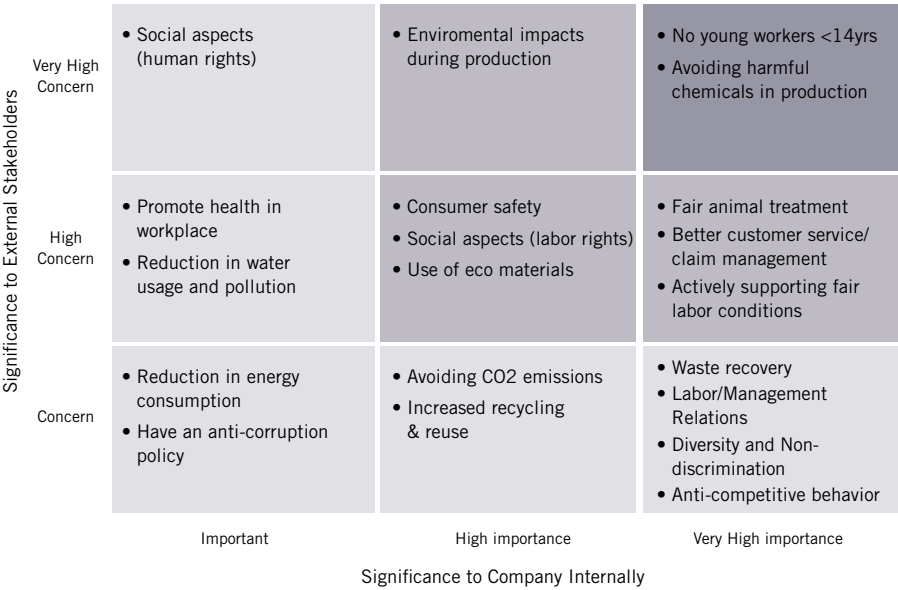 Significance to External Stakeholders
Very High
Concern
• Social aspects
(human rights)
• Enviromental impacts
during production
• No young workers <14yrs
• Avoiding harmful
chemicals in production
High
Concern
• Promote health in
workplace
• Reduction in water
usage and pollution
• Consumer safety
• Social aspects (labor rights)
• Use of eco materials
• Fair animal treatment
• Better customer service/
claim management
• Actively supporting fair
labor conditions
Concern
• Reduction in energy
consumption
• Have an anti-corruption
policy
• Avoiding CO2 emissions
• Increased recycling
& reuse
• Waste recovery
• Labor/Management
Relations
• Diversity and Non-
discrimination
• Anti-competitive behavior
Important
High importance
Very High importance
Significance to Company Internally